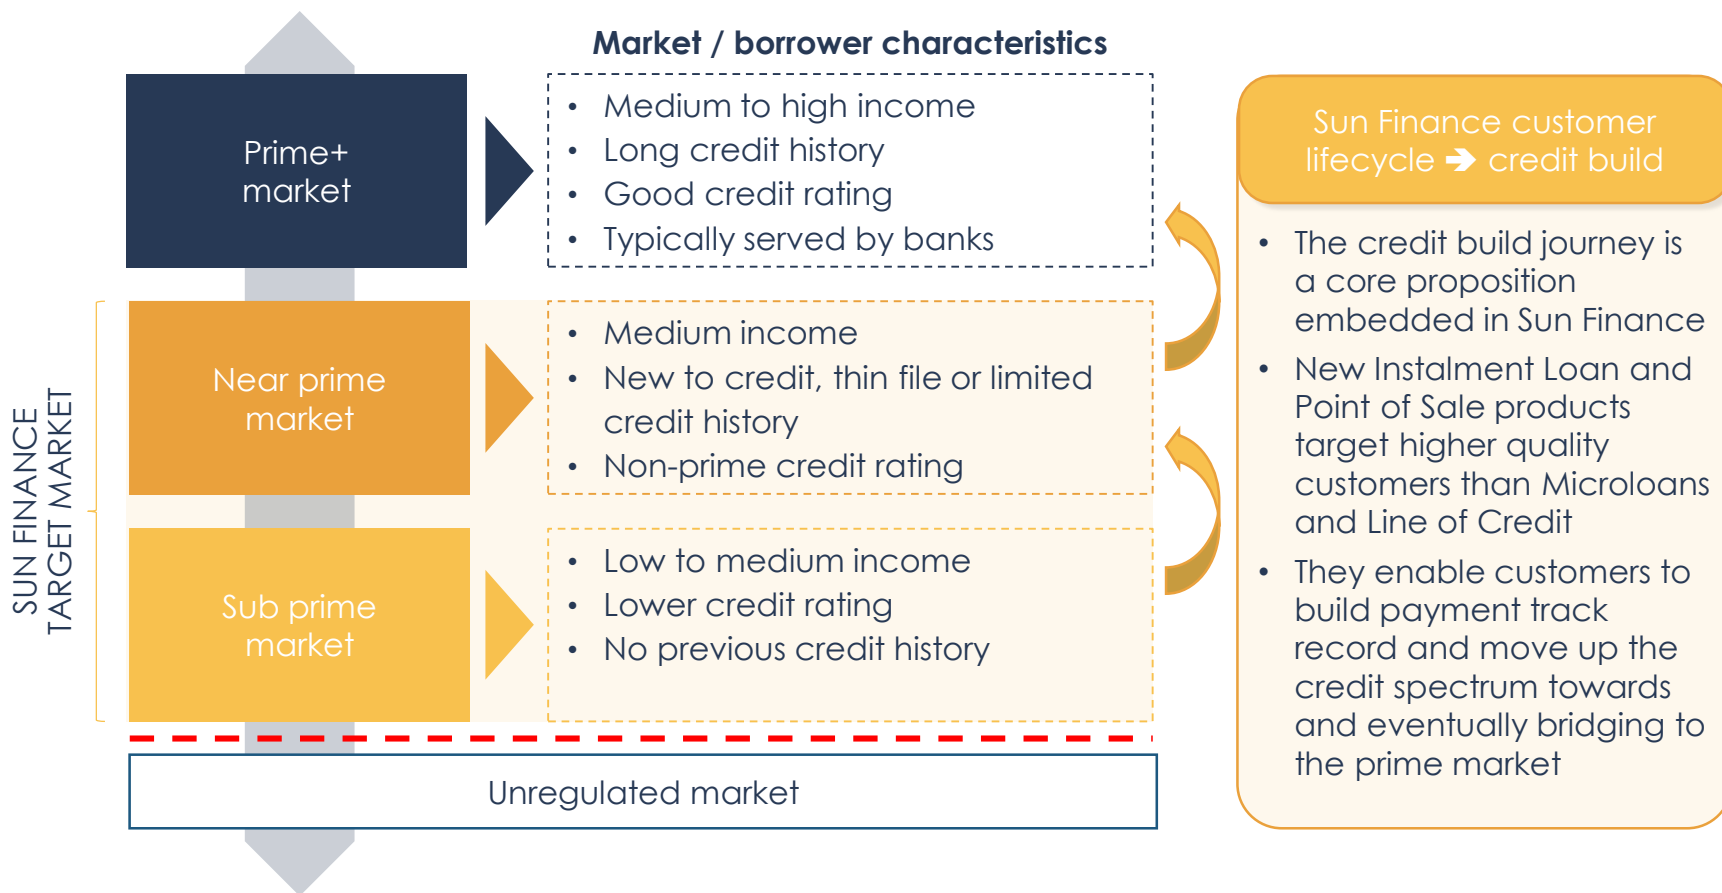 Market / borrower characteristics
Prime+
market
• Medium to high income
• Long credit history
• Good credit rating
• Typically served by banks
SUN FINANCE
TARGET MARKET
Near prime
market
• Medium income
• New to credit, thin file or limited
credit history
• Non-prime credit rating
Sub prime
market
• Low to medium income
• Lower credit rating
• No previous credit history
Unregulated market
Sun Finance customer
lifecycle ➔ credit build
• The credit build journey is
a core proposition
embedded in Sun Finance
• New Instalment Loan and
Point of Sale products
target higher quality
customers than Microloans
and Line of Credit
• They enable customers to
build payment track
record and move up the
credit spectrum towards
and eventually bridging to
the prime market